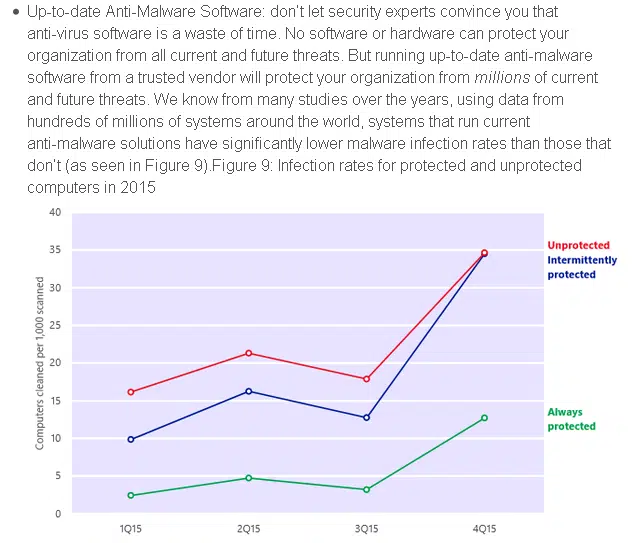 • Up-to-date Anti-Malware Software: don't let security experts convince you that
anti-virus software is a waste of time. No software or hardware can protect your
organization from all current and future threats. But running up-to-date anti-malware
software from a trusted vendor will protect your organization from millions of current
and future threats. We know from many studies over the years, using data from
hundreds of millions of systems around the world, systems that run current
anti-malware solutions have significantly lower malware infection rates than those that
don't (as seen in Figure 9).Figure 9: Infection rates for protected and unprotected
computers in 2015
Computers cleaned per 1,000 scanned
40
35
30
25
20
15
10
5
0
1Q15
2Q15
3Q15
4Q15
Unprotected
Intermittently
protected
Always
protected